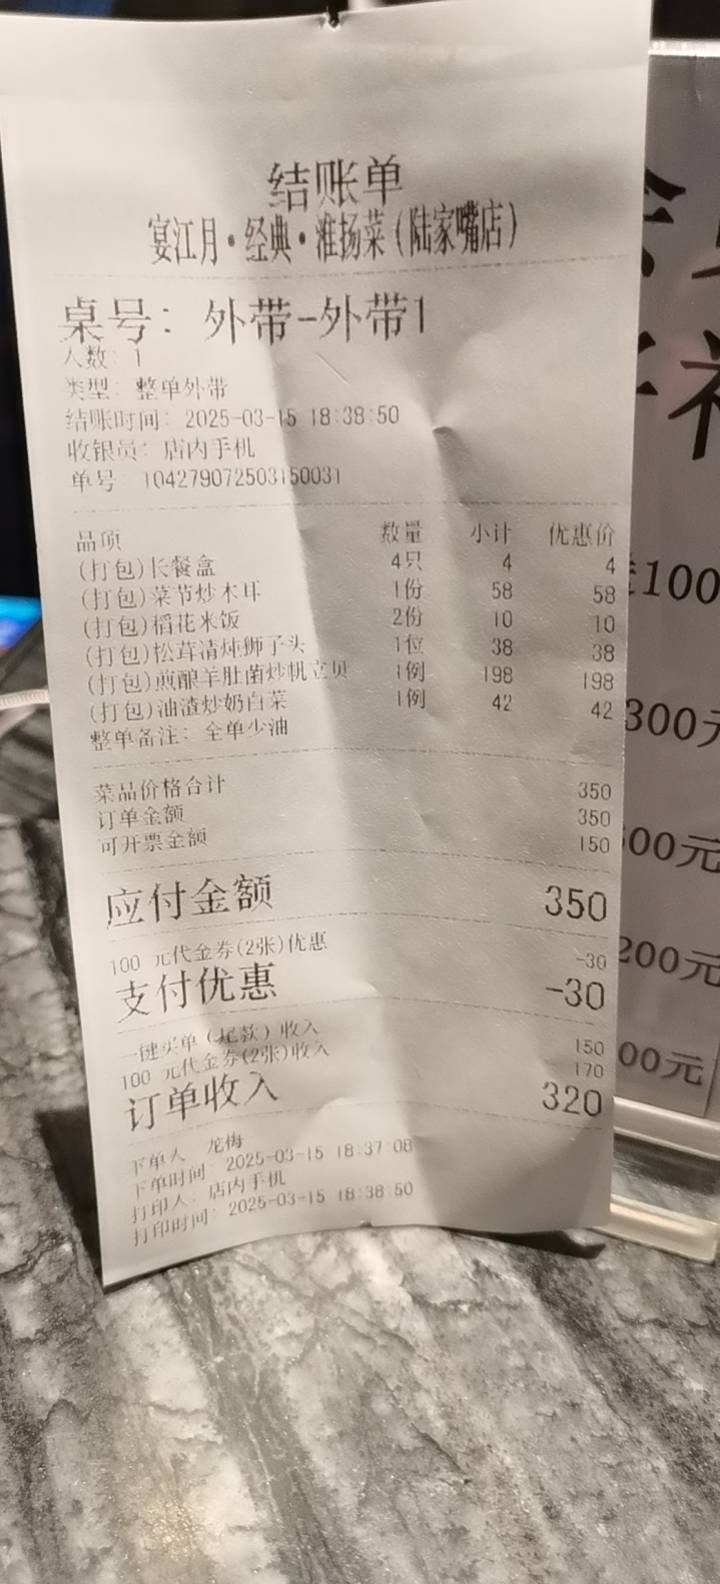 结账单
宴江月·经典·淮扬菜(陆家嘴店)
桌号: 外带-外带1
人数: 1
类型: 整单外带
结账时间: 2025-03-15 18:38:50
收银员: 店内手机
单号: 104279072503150031
品项 数量 小计 优惠价
(打包)长餐盒 4只 4 4
(打包)菜节炒木耳 1份 58 58
(打包)稻花米饭 2份 10 10
(打包)松茸清炖狮子头 1位 38 38
(打包)煎酿羊肚菌炒帆立贝 1例 198 198
(打包)油渣炒奶白菜 1例 42 42
整单备注: 全单少油
菜品价格合计 350
订单金额 350
可开票金额 150
应付金额 350
100 元代金券(2张)优惠 -30
支付优惠 -30
一键买单(尾款)收入 150
100 元代金券(2张)收入 170
订单收入 320
下单人: 龙梅
下单时间: 2025-03-15 18:37:08
打印人: 店内手机
打印时间: 2025-03-15 18:38:50
100
300元
00元
200元
00元